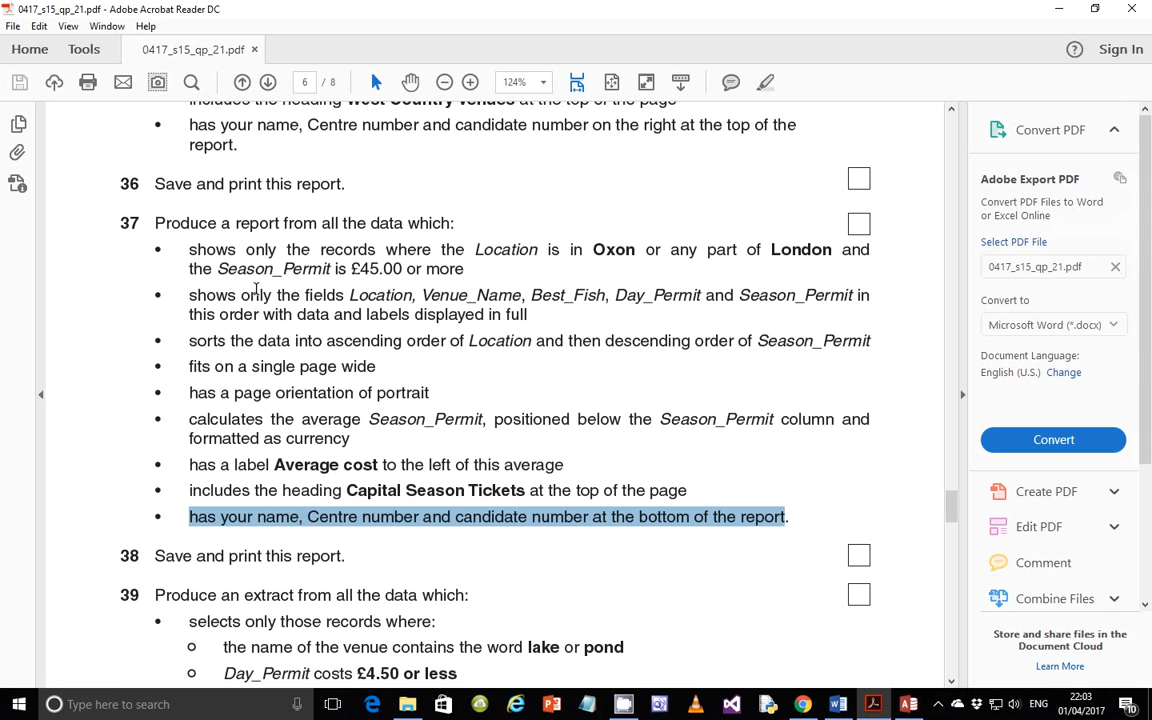 0417_s15_qp_21.pdf - Adobe Acrobat Reader DC
File Edit View Window Help
Home Tools 0417_s15_qp_21.pdf × ? Sign In
6 / 8 124%
includes the heading West Country Venues at the top of the page
• has your name, Centre number and candidate number on the right at the top of the
report.
36 Save and print this report.
37 Produce a report from all the data which:
• shows only the records where the Location is in Oxon or any part of London and
the Season_Permit is £45.00 or more
• shows only the fields Location, Venue_Name, Best_Fish, Day_Permit and Season_Permit in
this order with data and labels displayed in full
• sorts the data into ascending order of Location and then descending order of Season_Permit
• fits on a single page wide
• has a page orientation of portrait
• calculates the average Season_Permit, positioned below the Season_Permit column and
formatted as currency
• has a label Average cost to the left of this average
• includes the heading Capital Season Tickets at the top of the page
• has your name, Centre number and candidate number at the bottom of the report.
38 Save and print this report.
39 Produce an extract from all the data which:
• selects only those records where:
o the name of the venue contains the word lake or pond
o Day_Permit costs £4.50 or less
Convert PDF
Adobe Export PDF
Convert PDF Files to Word
or Excel Online
Select PDF File
0417_s15_qp_21.pdf ×
Convert to
Microsoft Word (*.docx)
Document Language:
English (U.S.) Change
Convert
Create PDF
Edit PDF
Comment
Combine Files
Store and share files in the
Document Cloud
Learn More
Type here to search
ENG
22:03
01/04/2017
10